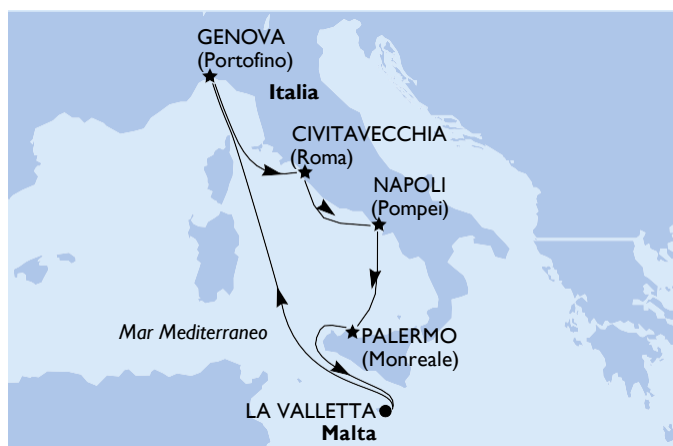 GENOVA
(Portofino)
Italia
CIVITAVECCHIA
(Roma)
NAPOLI
(Pompei)
Mar Mediterraneo
PALERMO
(Monreale)
LA VALLETTA
Malta